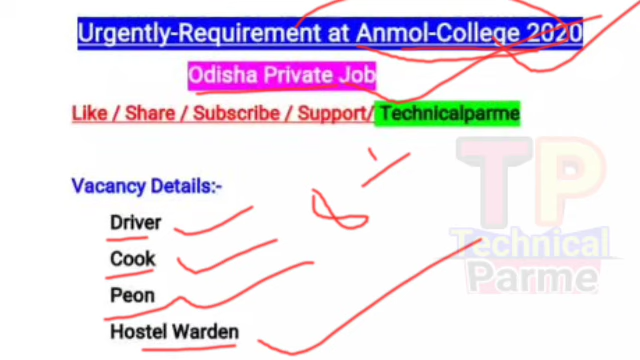 Urgently-Requirement at Anmol-College 2020
Odisha Private Job
Like / Share / Subscribe / Support/ Technicalparme
Vacancy Details:-
Driver
Cook
Peon
Hostel Warden
TP
Technical
Parme